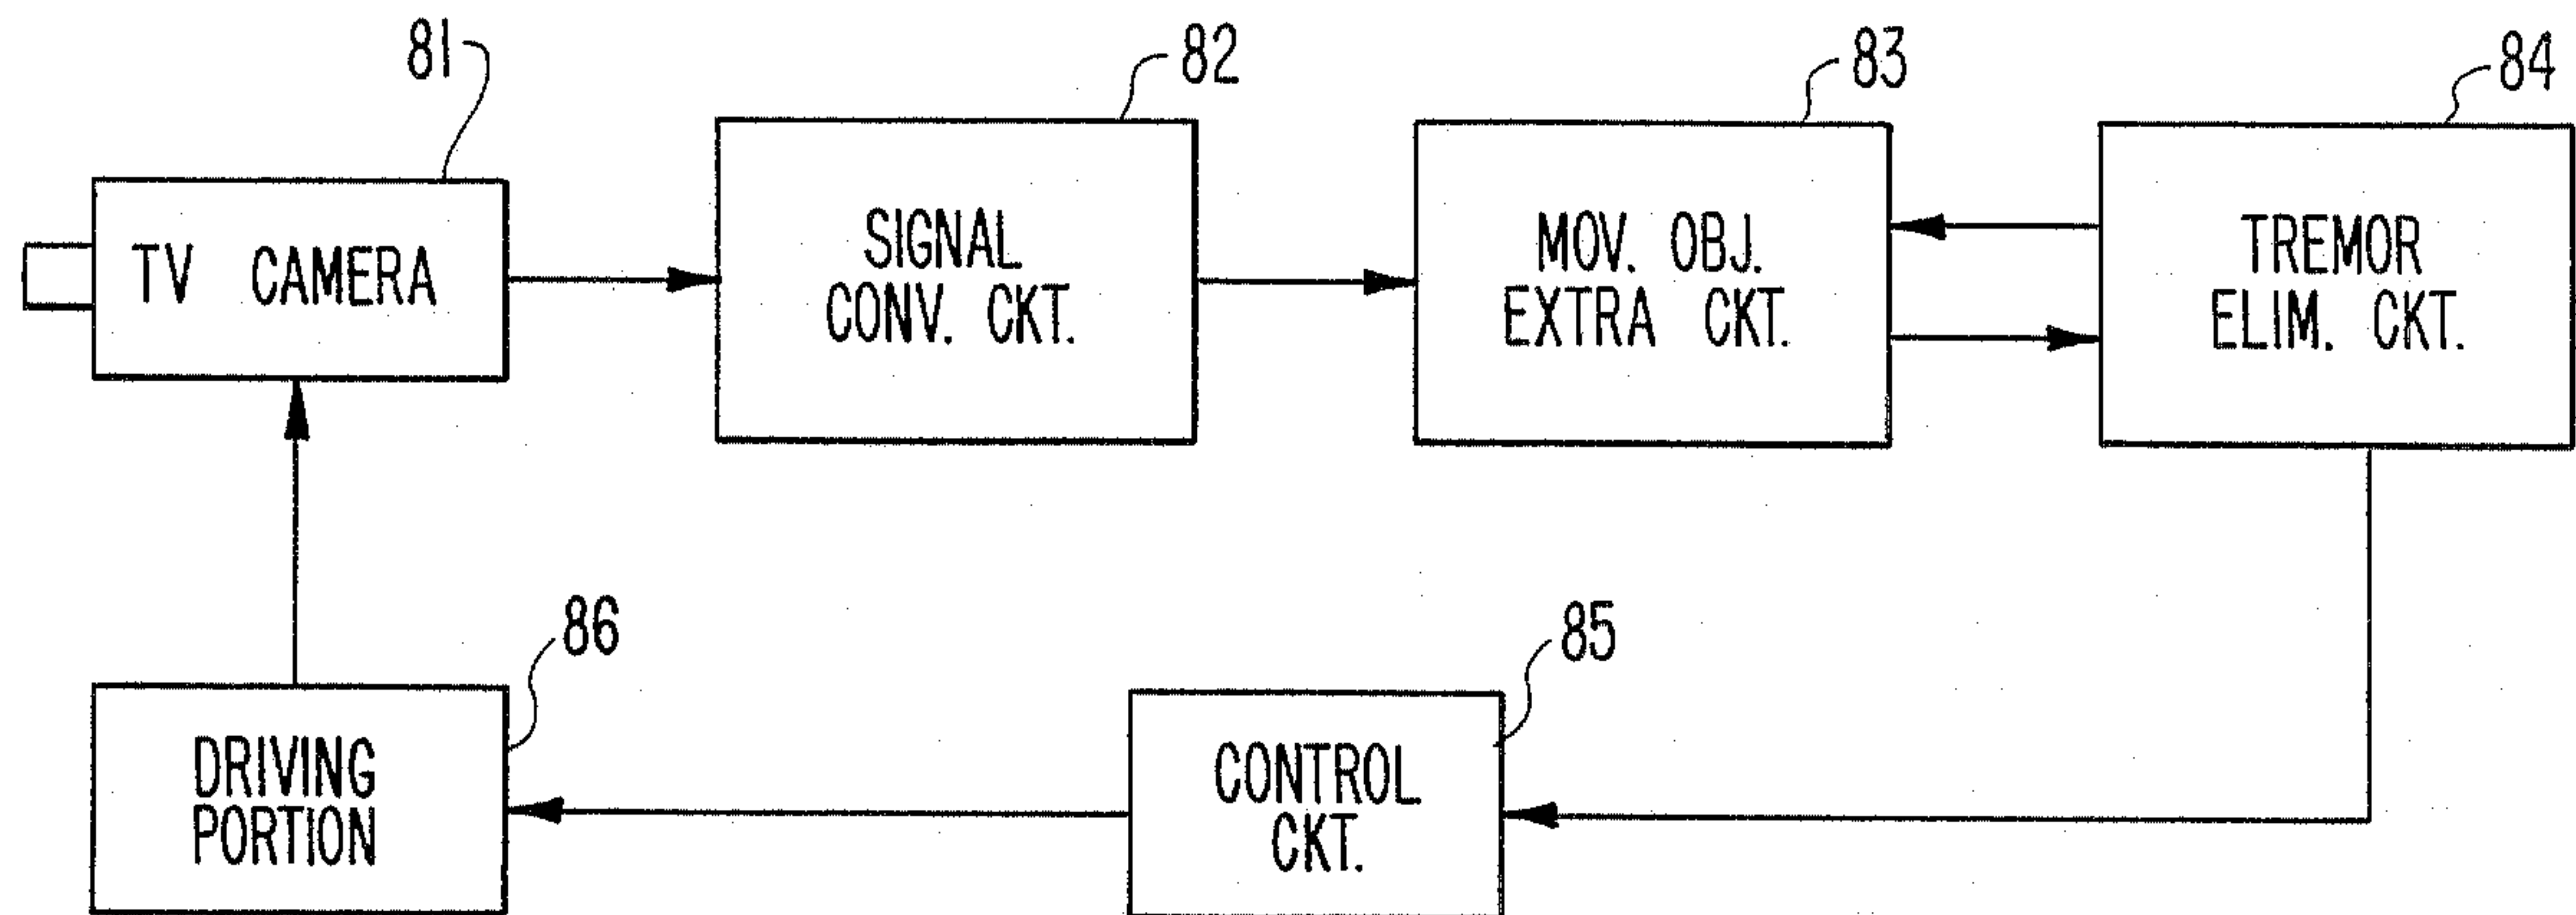 81
82
83
84
TV CAMERA
SIGNAL
CONV. CKT.
MOV. OBJ.
EXTRA CKT.
TREMOR
ELIM. CKT.
86
85
DRIVING
PORTION
CONTROL
CKT.